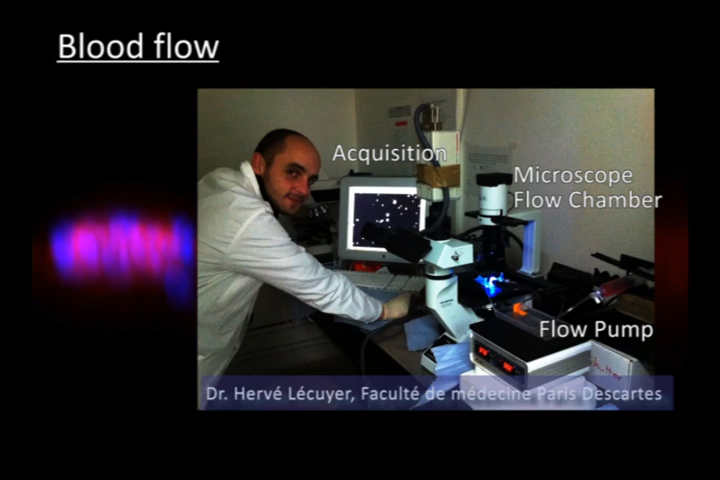 Blood flow
Acquisition
Microscope
Flow Chamber
Flow Pump
Dr. Hervé Lécuyer, Faculté de médecine Paris Descartes